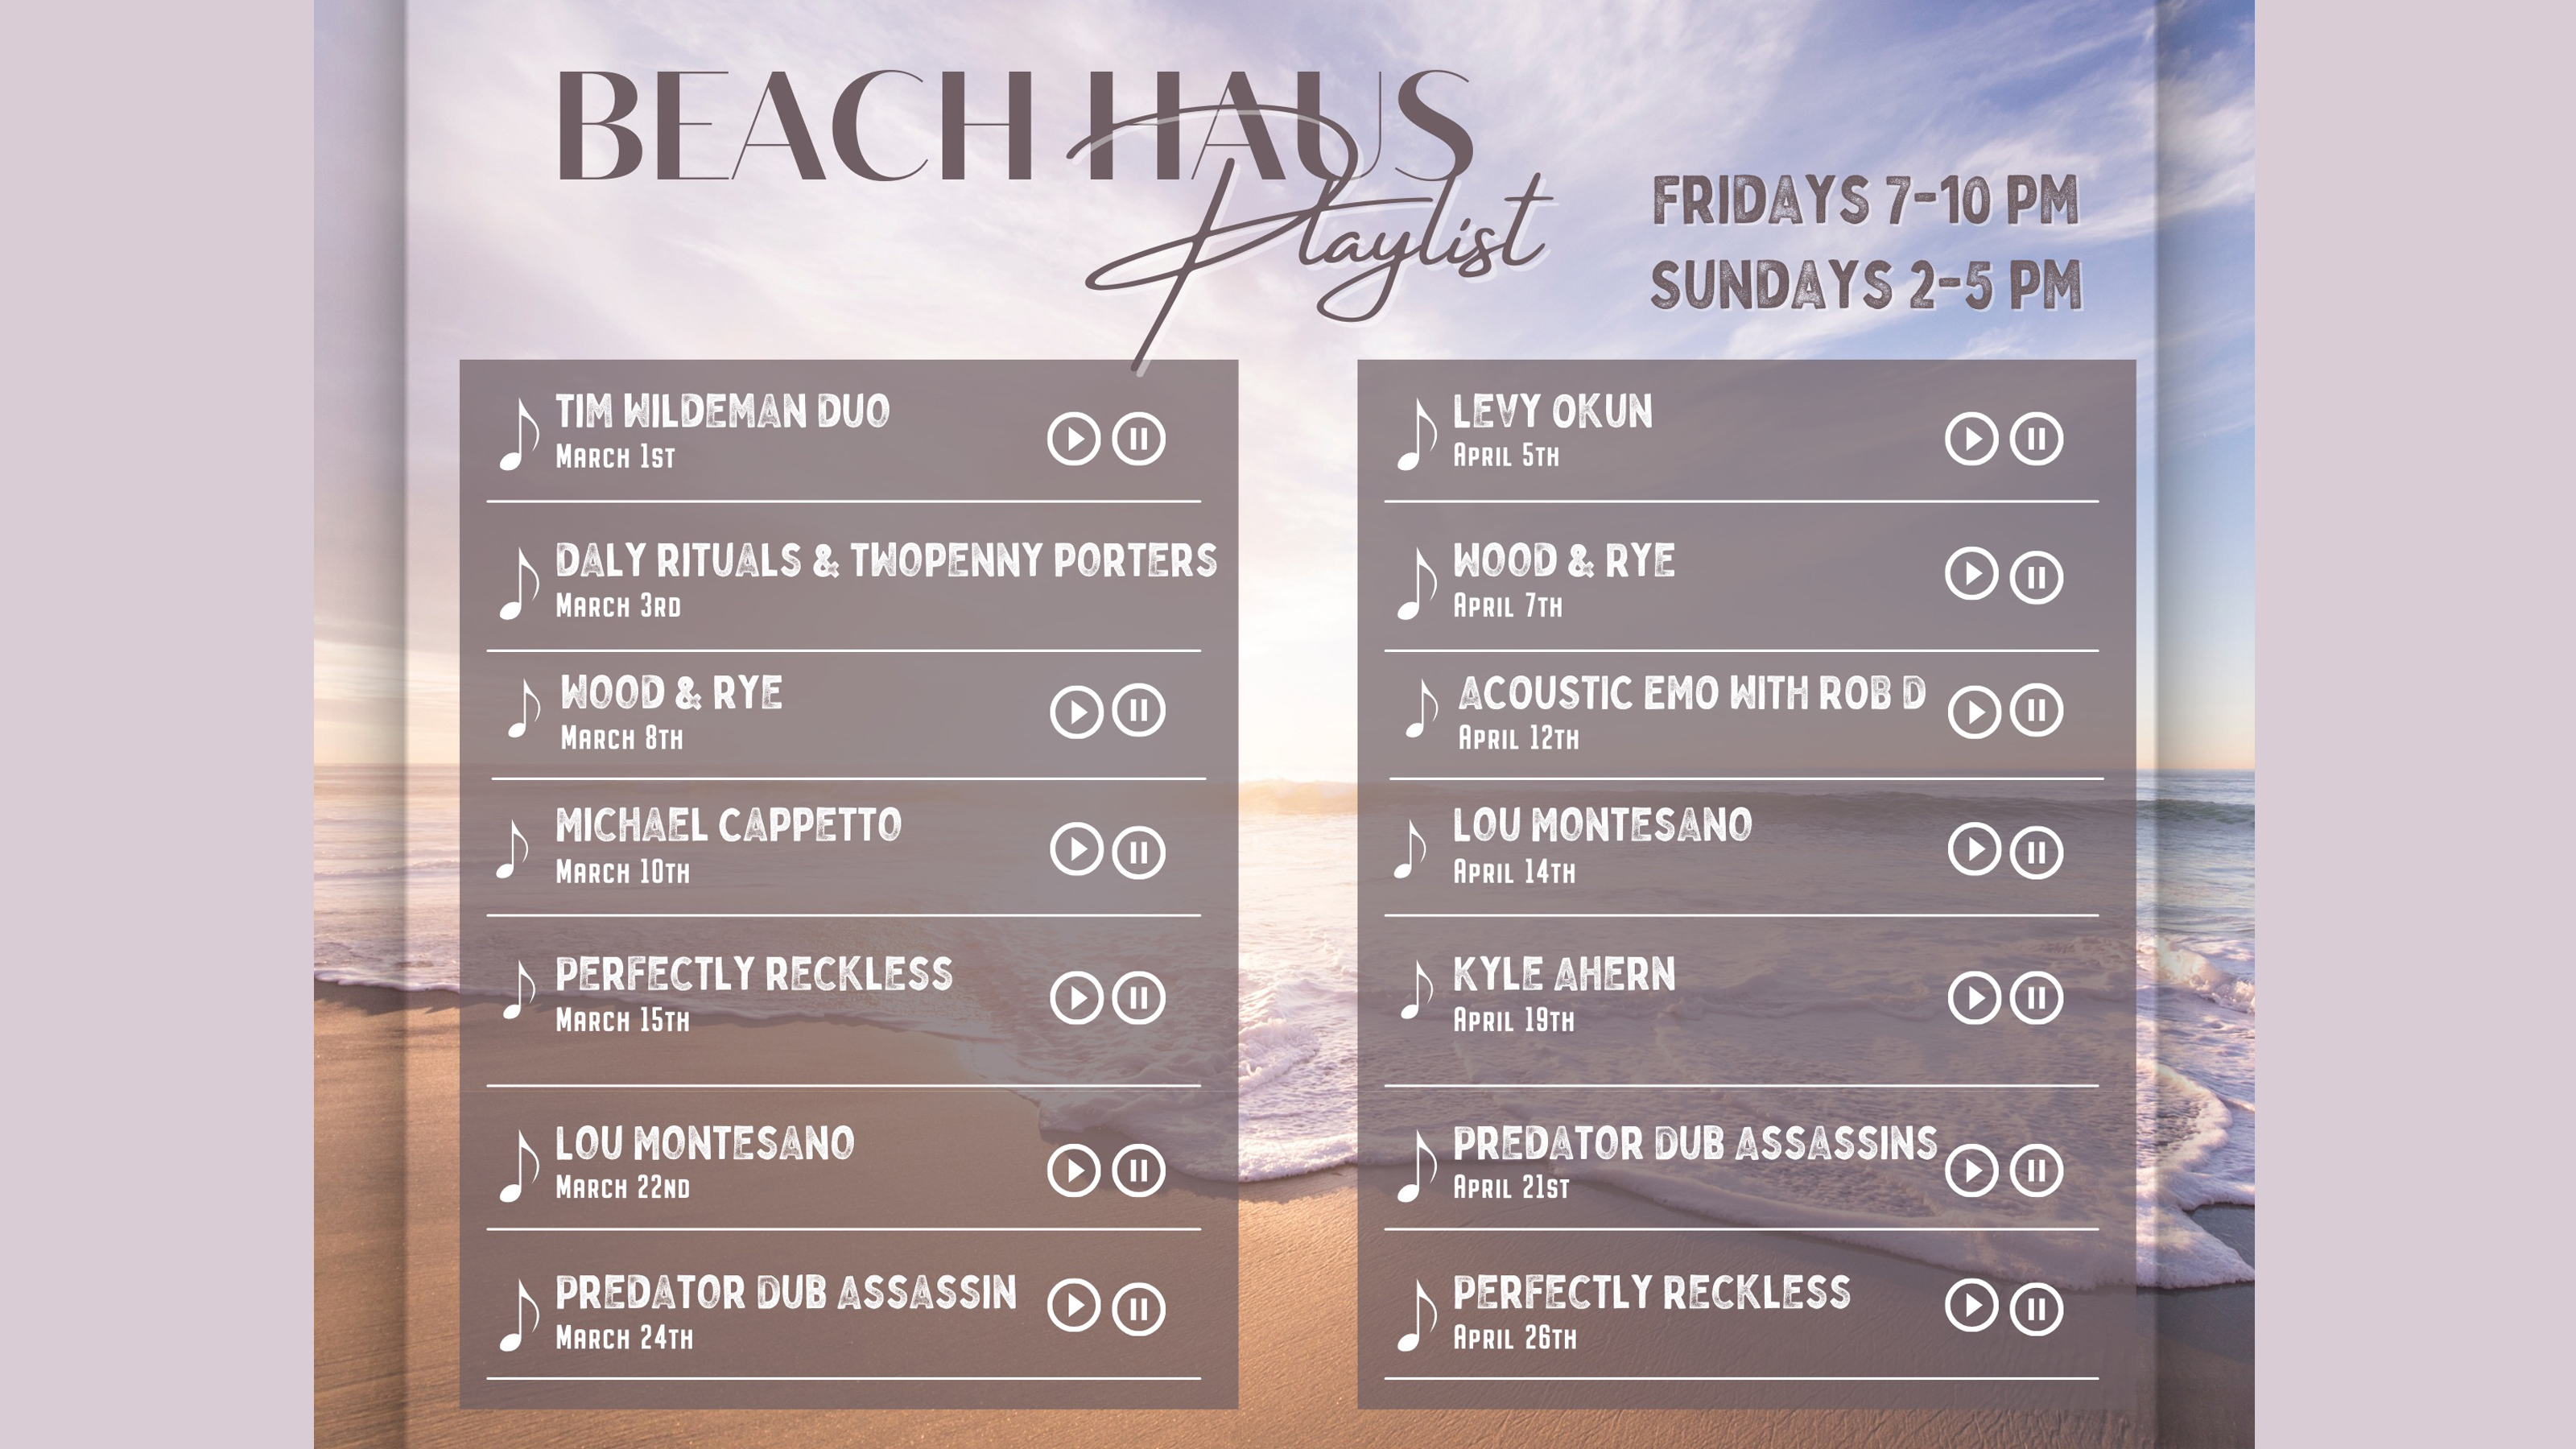 BEACH HAUS
Playlist
FRIDAYS 7-10 PM
SUNDAYS 2-5 PM
TIM WILDEMAN DUO
March 1st
DALY RITUALS & TWOPENNY PORTERS
March 3rd
WOOD & RYE
March 8th
MICHAEL CAPPETTO
March 10th
PERFECTLY RECKLESS
March 15th
LOU MONTESANO
March 22nd
PREDATOR DUB ASSASSIN
March 24th
LEVY OKUN
April 5th
WOOD & RYE
April 7th
ACOUSTIC EMO WITH ROB D
April 12th
LOU MONTESANO
April 14th
KYLE AHERN
April 19th
PREDATOR DUB ASSASSINS
April 21st
PERFECTLY RECKLESS
April 26th